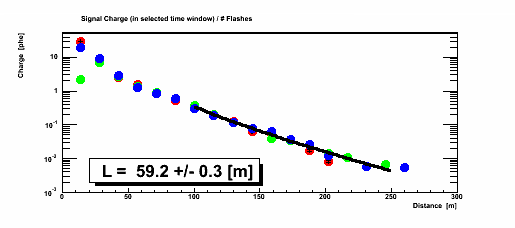 Signal Charge (in selected time window) / # Flashes
Charge [phe]
10
1
10⁻¹
10⁻²
10⁻³
L = 59.2 +/- 0.3 [m]
0 50 100 150 200 250 300
Distance [m]